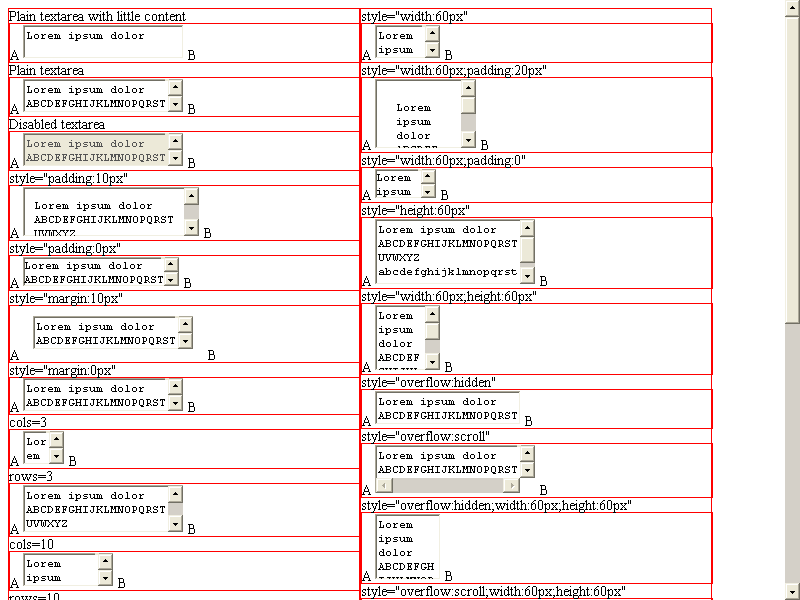 Plain textarea with little content
Lorem ipsum dolor
A B
Plain textarea
Lorem ipsum dolor
ABCDEFGHIJKLMNOPQRST
A B
Disabled textarea
Lorem ipsum dolor
ABCDEFGHIJKLMNOPQRST
A B
style="padding:10px"
Lorem ipsum dolor
ABCDEFGHIJKLMNOPQRST
UVWXYZ
A B
style="padding:0px"
Lorem ipsum dolor
ABCDEFGHIJKLMNOPQRST
A B
style="margin:10px"
Lorem ipsum dolor
ABCDEFGHIJKLMNOPQRST
A B
style="margin:0px"
Lorem ipsum dolor
ABCDEFGHIJKLMNOPQRST
A B
cols=3
Lor
em
A B
rows=3
Lorem ipsum dolor
ABCDEFGHIJKLMNOPQRST
UVWXYZ
A B
cols=10
Lorem
ipsum
A B
rows=10
style="width:60px"
Lorem
ipsum
A B
style="width:60px;padding:20px"
Lorem
ipsum
dolor
ABCDEF
A B
style="width:60px;padding:0"
Lorem
ipsum
A B
style="height:60px"
Lorem ipsum dolor
ABCDEFGHIJKLMNOPQRST
UVWXYZ
abcdefghijklmnopqrst
A B
style="width:60px;height:60px"
Lorem
ipsum
dolor
ABCDEF
A B
style="overflow:hidden"
Lorem ipsum dolor
ABCDEFGHIJKLMNOPQRST
A B
style="overflow:scroll"
Lorem ipsum dolor
ABCDEFGHIJKLMNOPQRST
A B
style="overflow:hidden;width:60px;height:60px"
Lorem
ipsum
dolor
ABCDEFGH
A B
style="overflow:scroll;width:60px;height:60px"